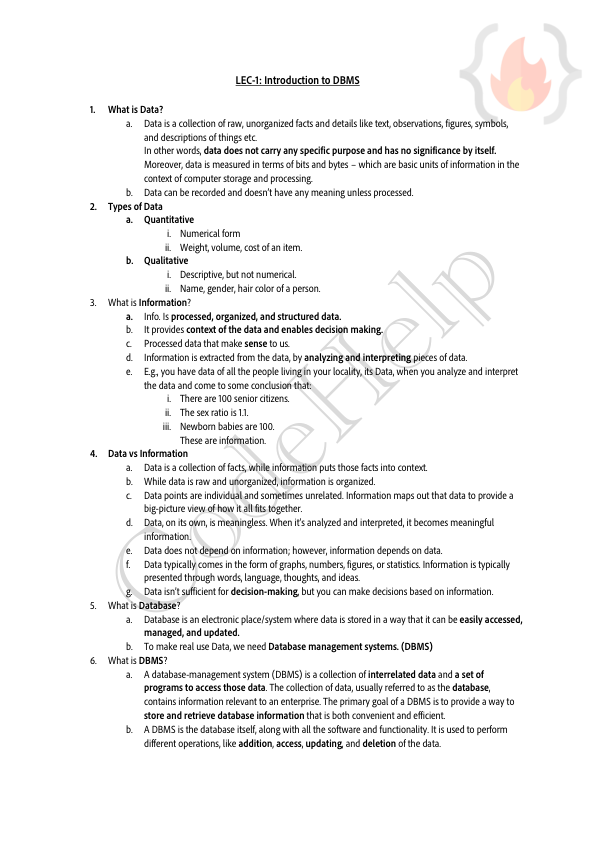 LEC-1: Introduction to DBMS
1. What is Data?
a. Data is a collection of raw, unorganized facts and details like text, observations, figures, symbols,
and descriptions of things etc.
In other words, data does not carry any specific purpose and has no significance by itself.
Moreover, data is measured in terms of bits and bytes – which are basic units of information in the
context of computer storage and processing.
b. Data can be recorded and doesn’t have any meaning unless processed.
2. Types of Data
a. Quantitative
i. Numerical form
ii. Weight, volume, cost of an item.
b. Qualitative
i. Descriptive, but not numerical.
ii. Name, gender, hair color of a person.
3. What is Information?
a. Info. Is processed, organized, and structured data.
b. It provides context of the data and enables decision making.
c. Processed data that make sense to us.
d. Information is extracted from the data, by analyzing and interpreting pieces of data.
e. E.g., you have data of all the people living in your locality, its Data, when you analyze and interpret
the data and come to some conclusion that:
i. There are 100 senior citizens.
ii. The sex ratio is 1.1.
iii. Newborn babies are 100.
These are information.
4. Data vs Information
a. Data is a collection of facts, while information puts those facts into context.
b. While data is raw and unorganized, information is organized.
c. Data points are individual and sometimes unrelated. Information maps out that data to provide a
big-picture view of how it all fits together.
d. Data, on its own, is meaningless. When it’s analyzed and interpreted, it becomes meaningful
information.
e. Data does not depend on information; however, information depends on data.
f. Data typically comes in the form of graphs, numbers, figures, or statistics. Information is typically
presented through words, language, thoughts, and ideas.
g. Data isn’t sufficient for decision-making, but you can make decisions based on information.
5. What is Database?
a. Database is an electronic place/system where data is stored in a way that it can be easily accessed,
managed, and updated.
b. To make real use Data, we need Database management systems. (DBMS)
6. What is DBMS?
a. A database-management system (DBMS) is a collection of interrelated data and a set of
programs to access those data. The collection of data, usually referred to as the database,
contains information relevant to an enterprise. The primary goal of a DBMS is to provide a way to
store and retrieve database information that is both convenient and efficient.
b. A DBMS is the database itself, along with all the software and functionality. It is used to perform
different operations, like addition, access, updating, and deletion of the data.
CodeHelp